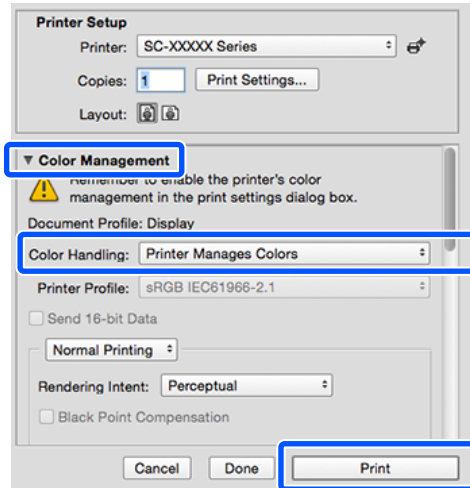 Printer Setup
Printer: SC-XXXXX Series
Copies: 1 Print Settings...
Layout:
Color Management
Remember to enable the printer's color
management in the print settings dialog box.
Document Profile: Display
Color Handling: Printer Manages Colors
Printer Profile: sRGB IEC61966-2.1
Send 16-bit Data
Normal Printing
Rendering Intent: Perceptual
Black Point Compensation
Cancel Done Print